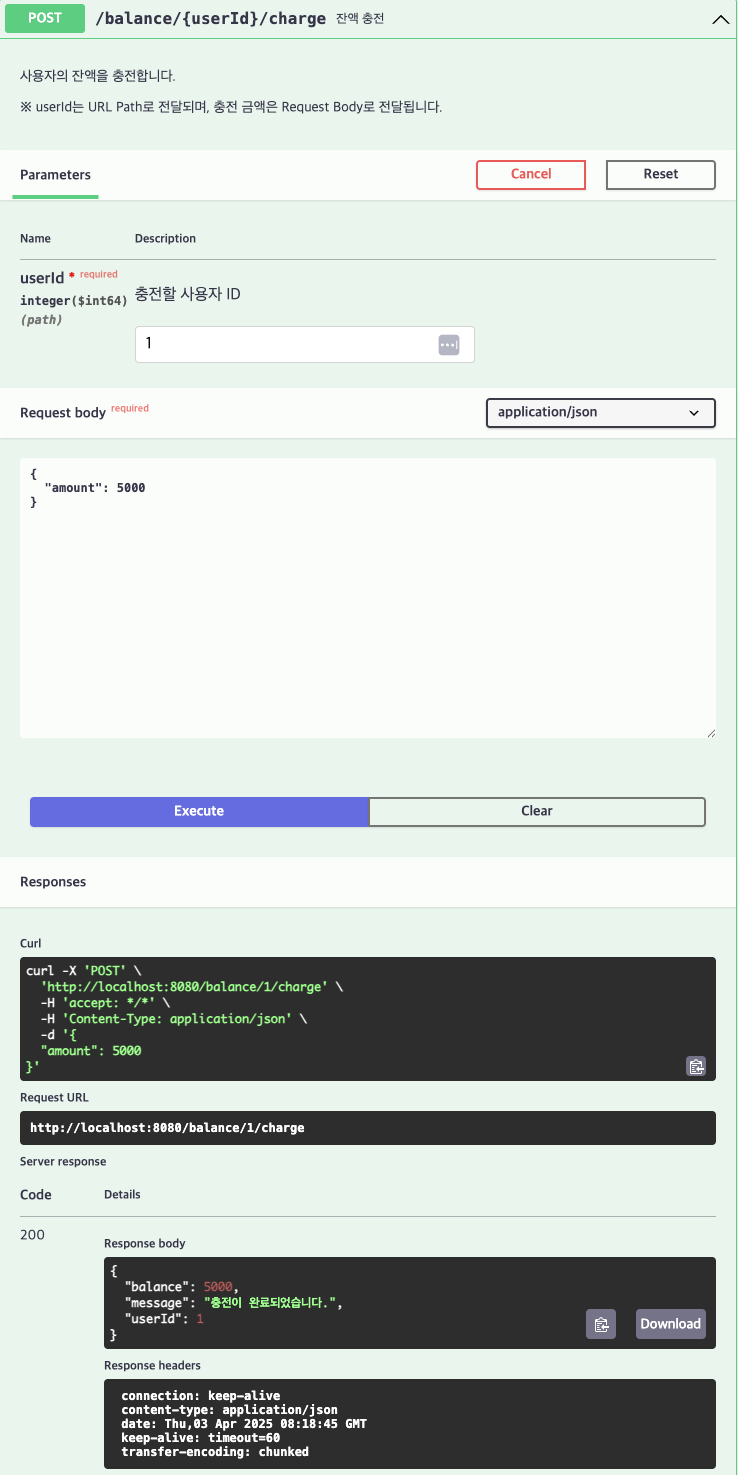 POST /balance/{userId}/charge 잔액 충전
사용자의 잔액을 충전합니다.
※ userId는 URL Path로 전달되며, 충전 금액은 Request Body로 전달됩니다.
Parameters
Cancel
Reset
Name Description
userId * required
integer($int64)
(path)
충전할 사용자 ID
1
Request body required
application/json
{
  "amount": 5000
}
Execute
Clear
Responses
Curl
curl -X 'POST' \
  'http://localhost:8080/balance/1/charge' \
  -H 'accept: */*' \
  -H 'Content-Type: application/json' \
  -d '{
  "amount": 5000
}'
Request URL
http://localhost:8080/balance/1/charge
Server response
Code Details
200
Response body
{
  "balance": 5000,
  "message": "충전이 완료되었습니다.",
  "userId": 1
}
Download
Response headers
connection: keep-alive
content-type: application/json
date: Thu,03 Apr 2025 08:18:45 GMT
keep-alive: timeout=60
transfer-encoding: chunked